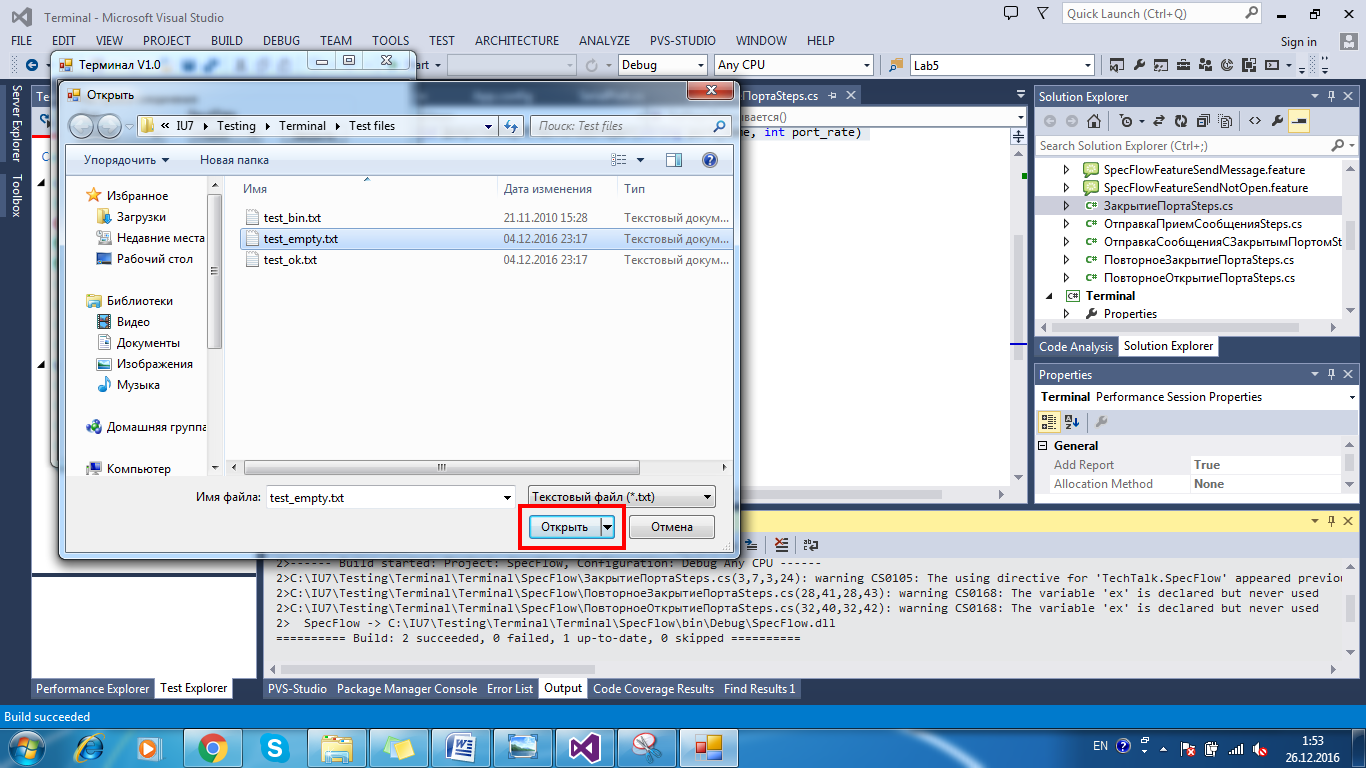 Terminal - Microsoft Visual Studio
Quick Launch (Ctrl+Q)
FILE EDIT VIEW PROJECT BUILD DEBUG TEAM TOOLS TEST ARCHITECTURE ANALYZE PVS-STUDIO WINDOW HELP
Sign in
Терминал V1.0
Debug
Any CPU
Lab5
Server Explorer
Toolbox
Открыть
ПортаSteps.cs
IU7 Testing Terminal Test files
Поиск: Test files
int port_rate)
Упорядочить
Новая папка
Избранное
Загрузки
Недавние места
Рабочий стол
Библиотеки
Видео
Документы
Изображения
Музыка
Домашняя группа
Компьютер
Имя Дата изменения Тип
test_bin.txt 21.11.2010 15:28 Текстовый докум...
test_empty.txt 04.12.2016 23:17 Текстовый докум...
test_ok.txt 04.12.2016 23:17 Текстовый докум...
Имя файла: test_empty.txt
Текстовый файл (*.txt)
Открыть
Отмена
Solution Explorer
Search Solution Explorer (Ctrl+;)
SpecFlowFeatureSendMessage.feature
SpecFlowFeatureSendNotOpen.feature
C# ЗакрытиеПортаSteps.cs
C# ОтправкаПриемСообщенияSteps.cs
C# ОтправкаСообщенияСЗакрытымПортомSt
C# ПовторноеЗакрытиеПортаSteps.cs
C# ПовторноеОткрытиеПортаSteps.cs
C# Terminal
Properties
Code Analysis Solution Explorer
Properties
Terminal Performance Session Properties
General
Add Report True
Allocation Method None
2>------ Build started: Project: SpecFlow, Configuration: Debug Any CPU ------
2>C:\IU7\Testing\Terminal\Terminal\SpecFlow\ЗакрытиеПортаSteps.cs(3,7,3,24): warning CS0105: The using directive for 'TechTalk.SpecFlow' appeared previou
2>C:\IU7\Testing\Terminal\Terminal\SpecFlow\ПовторноеЗакрытиеПортаSteps.cs(28,41,28,43): warning CS0168: The variable 'ex' is declared but never used
2>C:\IU7\Testing\Terminal\Terminal\SpecFlow\ПовторноеОткрытиеПортаSteps.cs(32,40,32,42): warning CS0168: The variable 'ex' is declared but never used
2>  SpecFlow -> C:\IU7\Testing\Terminal\Terminal\SpecFlow\bin\Debug\SpecFlow.dll
========== Build: 2 succeeded, 0 failed, 1 up-to-date, 0 skipped ==========
Performance Explorer Test Explorer
PVS-Studio Package Manager Console Error List Output Code Coverage Results Find Results 1
Build succeeded
EN
1:53
26.12.2016